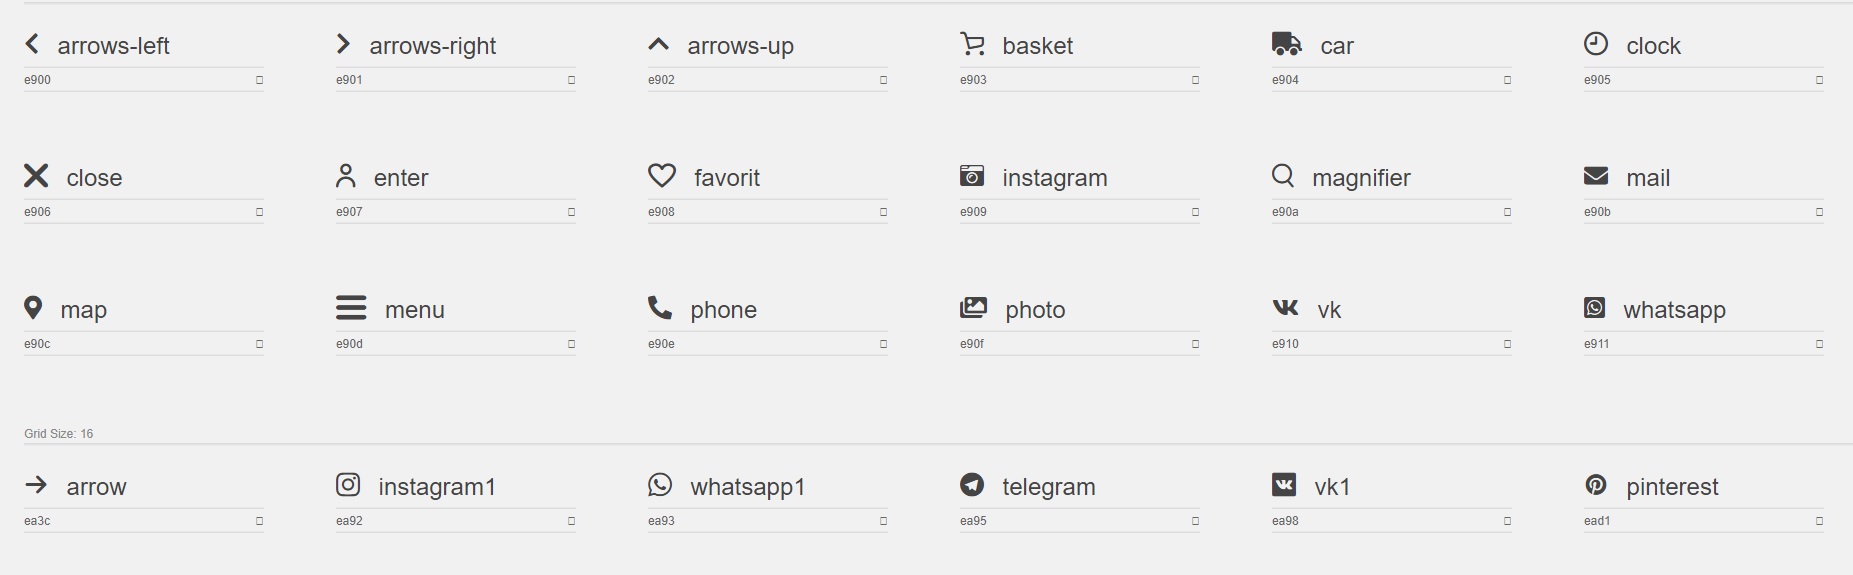 arrows-left arrows-right arrows-up basket car clock
e900 e901 e902 e903 e904 e905
close enter favorit instagram magnifier mail
e906 e907 e908 e909 e90a e90b
map menu phone photo vk whatsapp
e90c e90d e90e e90f e910 e911
Grid Size: 16
arrow instagram1 whatsapp1 telegram vk1 pinterest
ea3c ea92 ea93 ea95 ea98 ead1